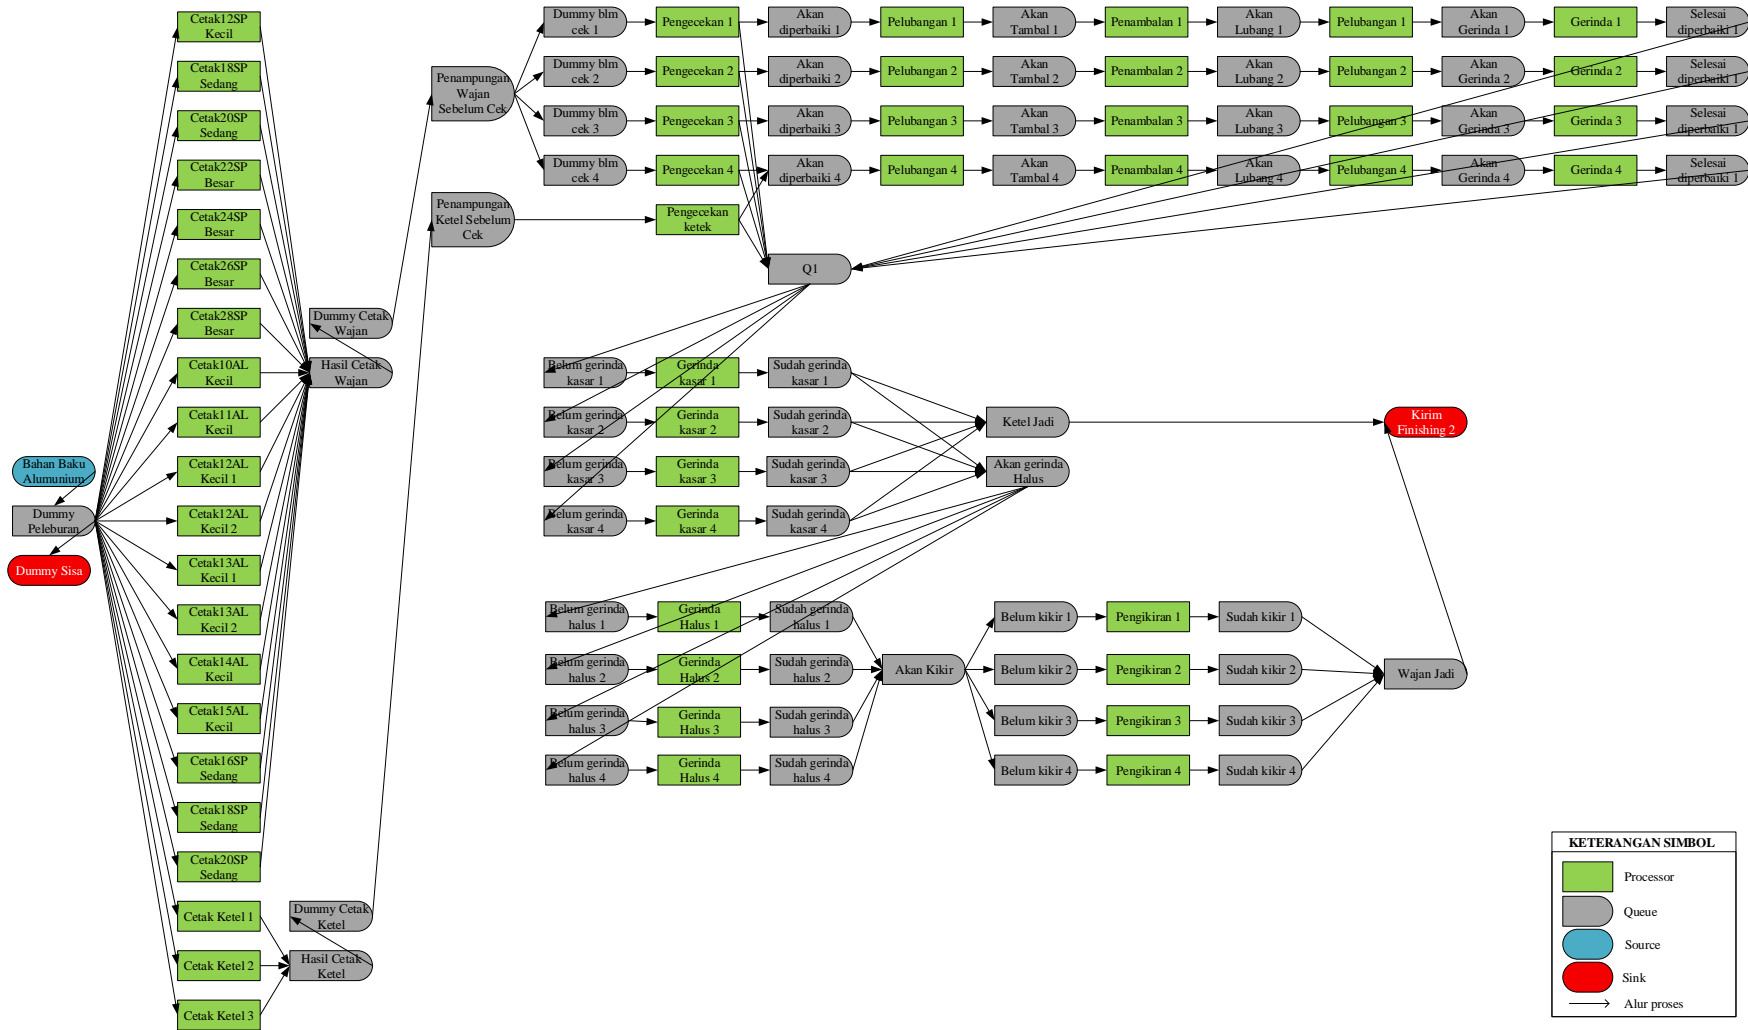 Cetak12SP
Kecil
Cetak18SP
Sedang
Cetak20SP
Sedang
Cetak22SP
Besar
Cetak24SP
Besar
Cetak26SP
Besar
Cetak28SP
Besar
Cetak10AL
Kecil
Cetak11AL
Kecil
Cetak12AL
Kecil 1
Cetak12AL
Kecil 2
Cetak13AL
Kecil 1
Cetak13AL
Kecil 2
Cetak14AL
Kecil
Cetak15AL
Kecil
Cetak16SP
Sedang
Cetak18SP
Sedang
Cetak20SP
Sedang
Cetak Ketel 1
Cetak Ketel 2
Cetak Ketel 3
Bahan Baku
Alumunium
Dummy
Peleburan
Dummy Sisa
Dummy Cetak
Wajan
Hasil Cetak
Wajan
Dummy Cetak
Ketel
Hasil Cetak
Ketel
Penampungan
Wajan
Sebelum Cek
Penampungan
Ketel Sebelum
Cek
Dummy blm
cek 1
Pengecekan 1
Akan
diperbaiki 1
Pelubangan 1
Akan
Tambal 1
Penambalan 1
Akan
Lubang 1
Pelubangan 1
Akan
Gerinda 1
Gerinda 1
Selesai
diperbaiki 1
Dummy blm
cek 2
Pengecekan 2
Akan
diperbaiki 2
Pelubangan 2
Akan
Tambal 2
Penambalan 2
Akan
Lubang 2
Pelubangan 2
Akan
Gerinda 2
Gerinda 2
Selesai
diperbaiki 1
Dummy blm
cek 3
Pengecekan 3
Akan
diperbaiki 3
Pelubangan 3
Akan
Tambal 3
Penambalan 3
Akan
Lubang 3
Pelubangan 3
Akan
Gerinda 3
Gerinda 3
Selesai
diperbaiki 1
Dummy blm
cek 4
Pengecekan 4
Akan
diperbaiki 4
Pelubangan 4
Akan
Tambal 4
Penambalan 4
Akan
Lubang 4
Pelubangan 4
Akan
Gerinda 4
Gerinda 4
Selesai
diperbaiki 1
Pengecekan
ketek
Q1
Belum gerinda
kasar 1
Gerinda
kasar 1
Sudah gerinda
kasar 1
Belum gerinda
kasar 2
Gerinda
kasar 2
Sudah gerinda
kasar 2
Belum gerinda
kasar 3
Gerinda
kasar 3
Sudah gerinda
kasar 3
Belum gerinda
kasar 4
Gerinda
kasar 4
Sudah gerinda
kasar 4
Ketel Jadi
Akan gerinda
Halus
Kirim
Finishing 2
Belum gerinda
halus 1
Gerinda
Halus 1
Sudah gerinda
halus 1
Belum gerinda
halus 2
Gerinda
Halus 2
Sudah gerinda
halus 2
Belum gerinda
halus 3
Gerinda
Halus 3
Sudah gerinda
halus 3
Belum gerinda
halus 4
Gerinda
Halus 4
Sudah gerinda
halus 4
Akan Kikir
Belum kikir 1
Pengikiran 1
Sudah kikir 1
Belum kikir 2
Pengikiran 2
Sudah kikir 2
Belum kikir 3
Pengikiran 3
Sudah kikir 3
Belum kikir 4
Pengikiran 4
Sudah kikir 4
Wajan Jadi
KETERANGAN SIMBOL
Processor
Queue
Source
Sink
Alur proses